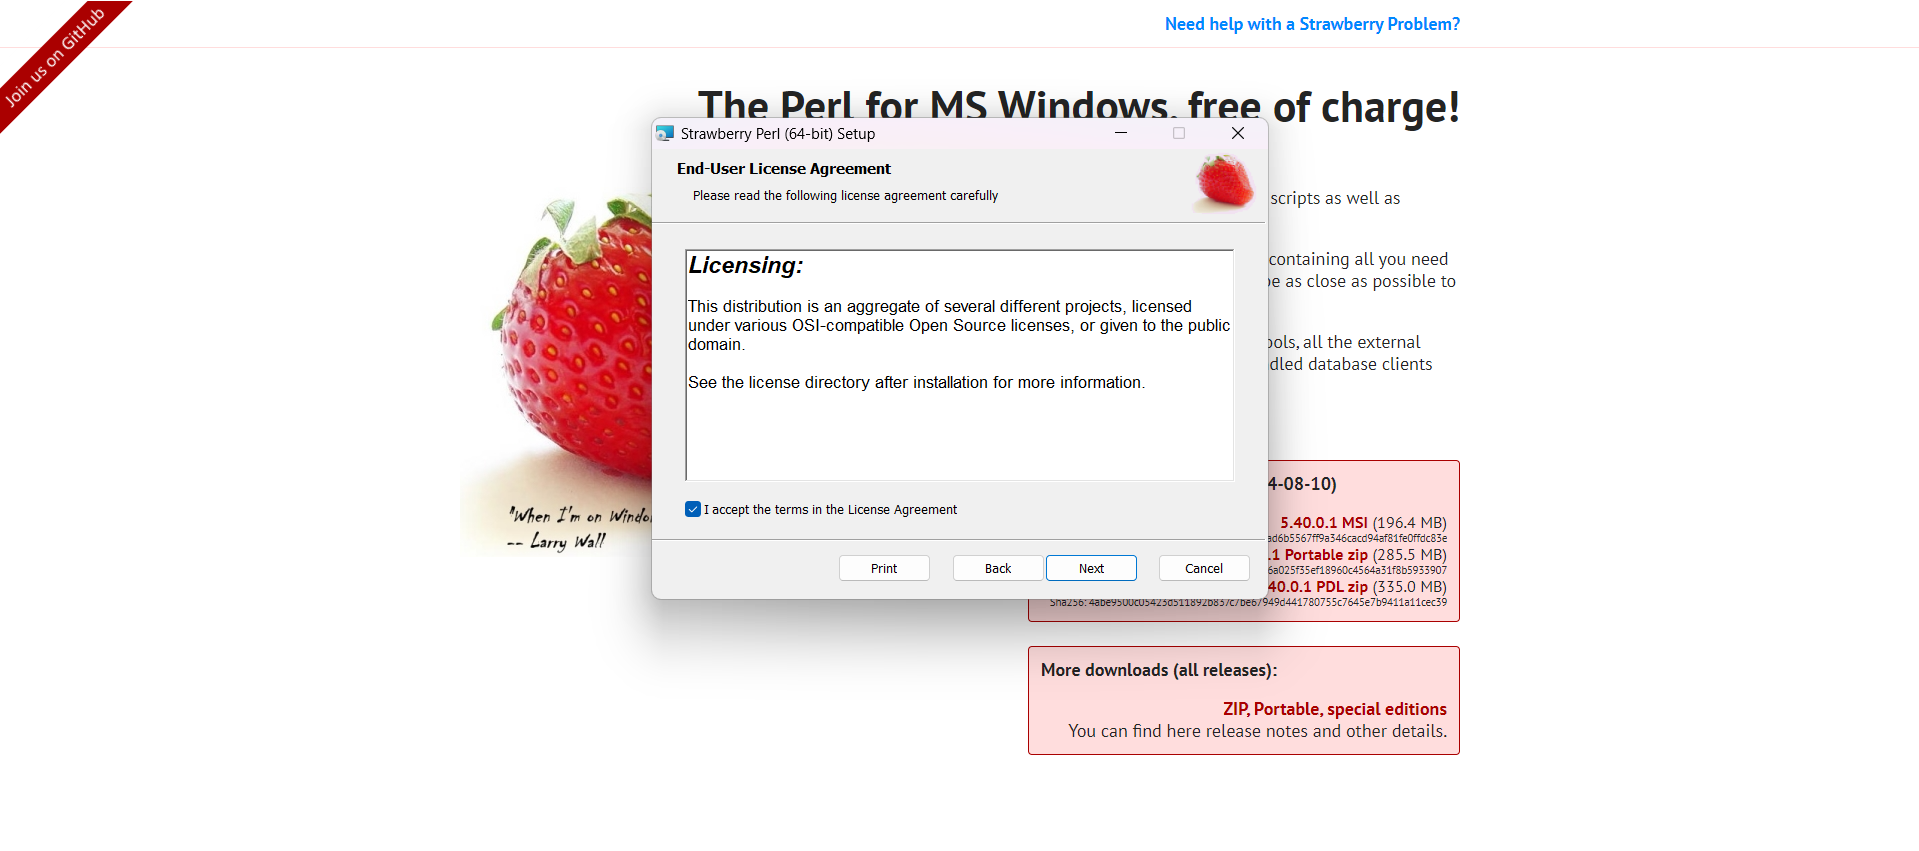 Join us on GitHub
Need help with a Strawberry Problem?
The Perl for MS Windows, free of charge!
Strawberry Perl (64-bit) Setup
End-User License Agreement
Please read the following license agreement carefully
Licensing:
This distribution is an aggregate of several different projects, licensed
under various OSI-compatible Open Source licenses, or given to the public
domain.
See the license directory after installation for more information.
I accept the terms in the License Agreement
Print
Back
Next
Cancel
scripts as well as
containing all you need
be as close as possible to
ools, all the external
dled database clients
"When I'm on Windo
-- Larry Wall
4-08-10)
5.40.0.1 MSI (196.4 MB)
ad6b5567ff9a346cacd94af81fe0ffdc83e
.1 Portable zip (285.5 MB)
6a025f35ef18960c4564a31f8b5933907
40.0.1 PDL zip (335.0 MB)
Sha256: 4abe9500c05423d511892b837c7be67949d441780755c7645e7b9411a11cec39
More downloads (all releases):
ZIP, Portable, special editions
You can find here release notes and other details.